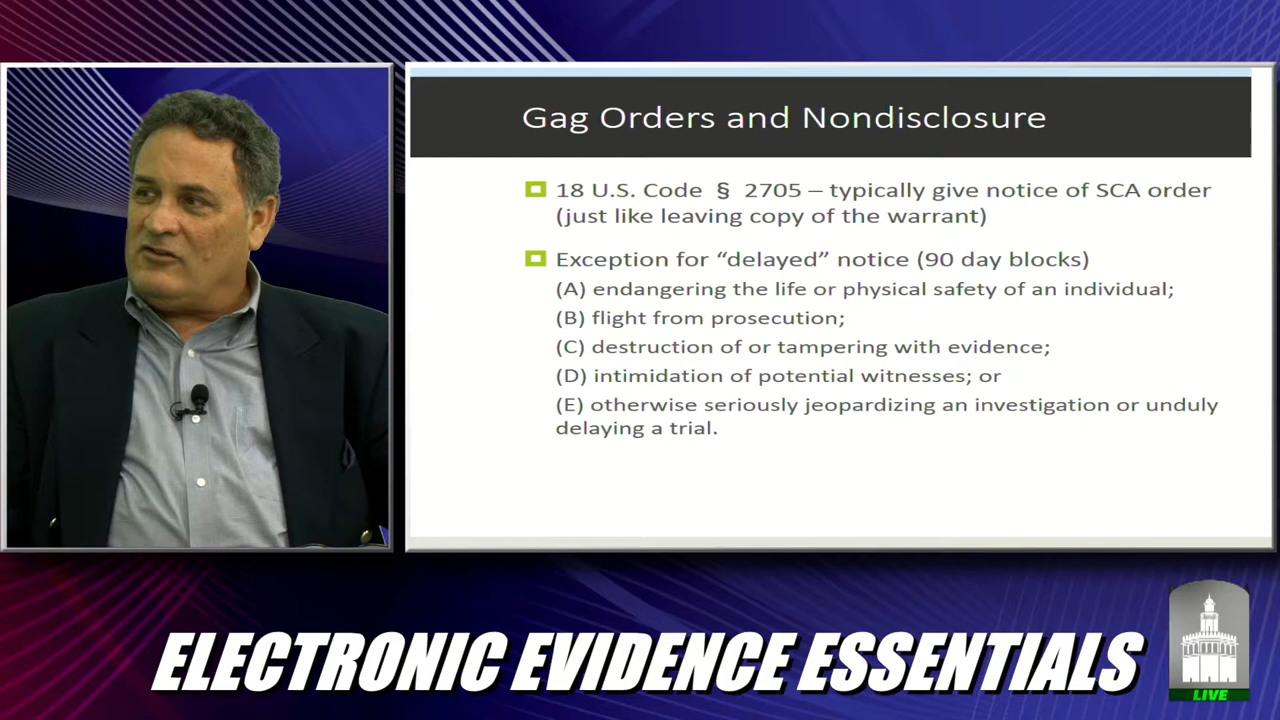 Gag Orders and Nondisclosure
18 U.S. Code § 2705 – typically give notice of SCA order
(just like leaving copy of the warrant)
Exception for “delayed” notice (90 day blocks)
(A) endangering the life or physical safety of an individual;
(B) flight from prosecution;
(C) destruction of or tampering with evidence;
(D) intimidation of potential witnesses; or
(E) otherwise seriously jeopardizing an investigation or unduly
delaying a trial.
ELECTRONIC EVIDENCE ESSENTIALS
LIVE